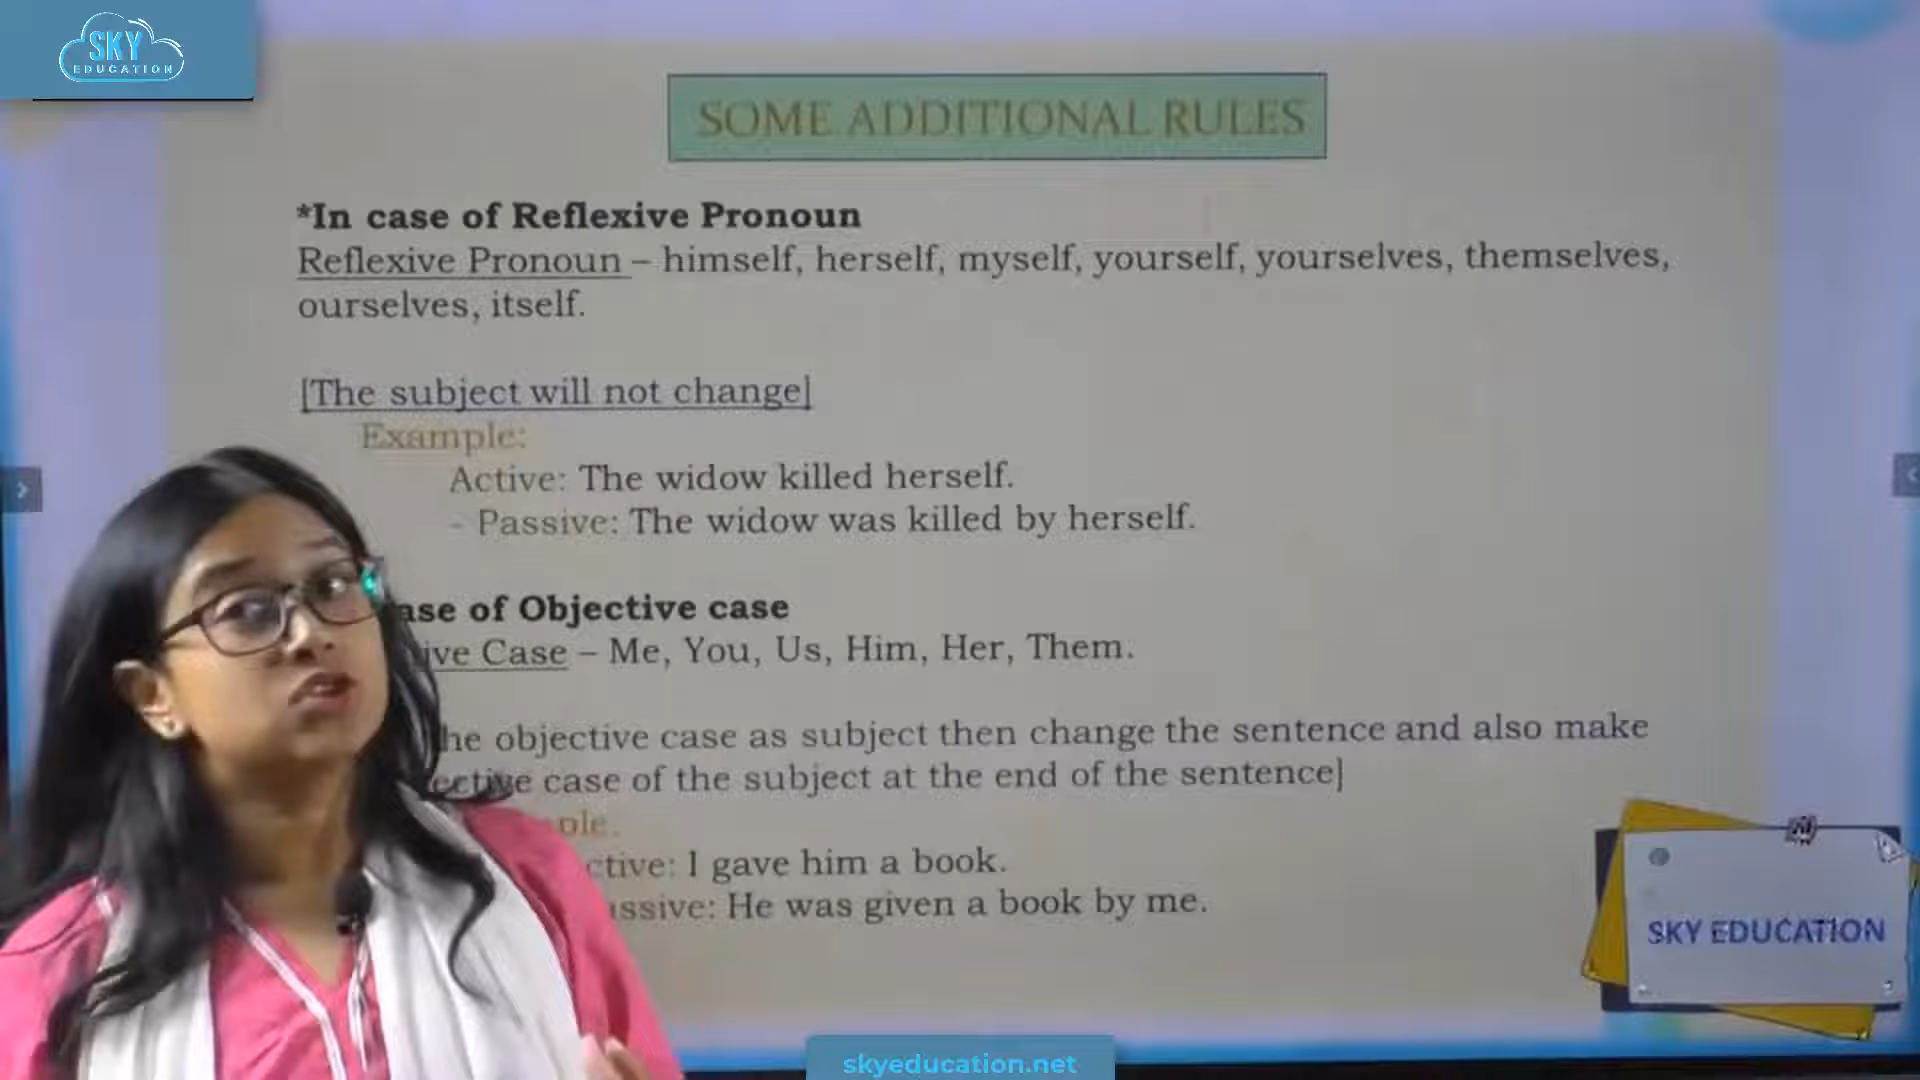 SKY
EDUCATION
SOME ADDITIONAL RULES
*In case of Reflexive Pronoun
Reflexive Pronoun – himself, herself, myself, yourself, yourselves, themselves,
ourselves, itself.
[The subject will not change]
Example:
Active: The widow killed herself.
- Passive: The widow was killed by herself.
ase of Objective case
ive Case – Me, You, Us, Him, Her, Them.
he objective case as subject then change the sentence and also make
ective case of the subject at the end of the sentence]
ple.
ctive: I gave him a book.
assive: He was given a book by me.
SKY EDUCATION
skyeducation.net